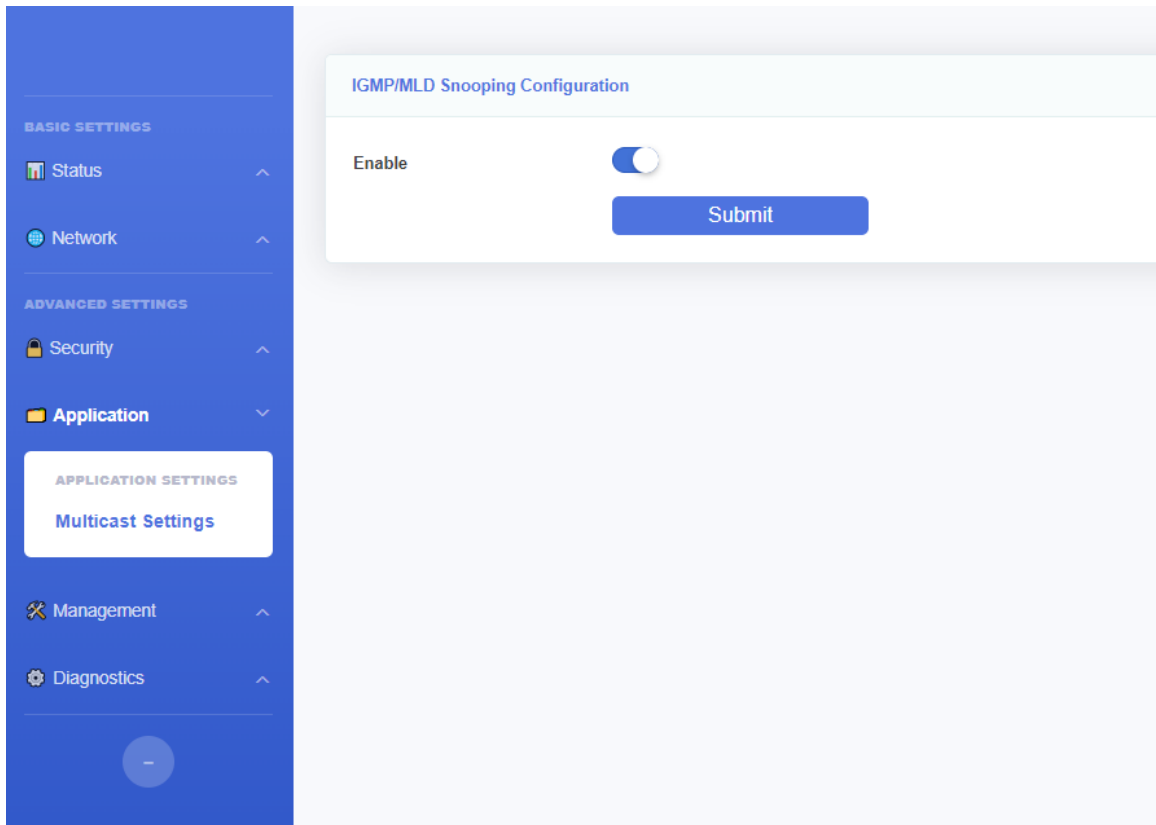 BASIC SETTINGS
Status
Network
ADVANCED SETTINGS
Security
Application
APPLICATION SETTINGS
Multicast Settings
Management
Diagnostics
IGMP/MLD Snooping Configuration
Enable
Submit